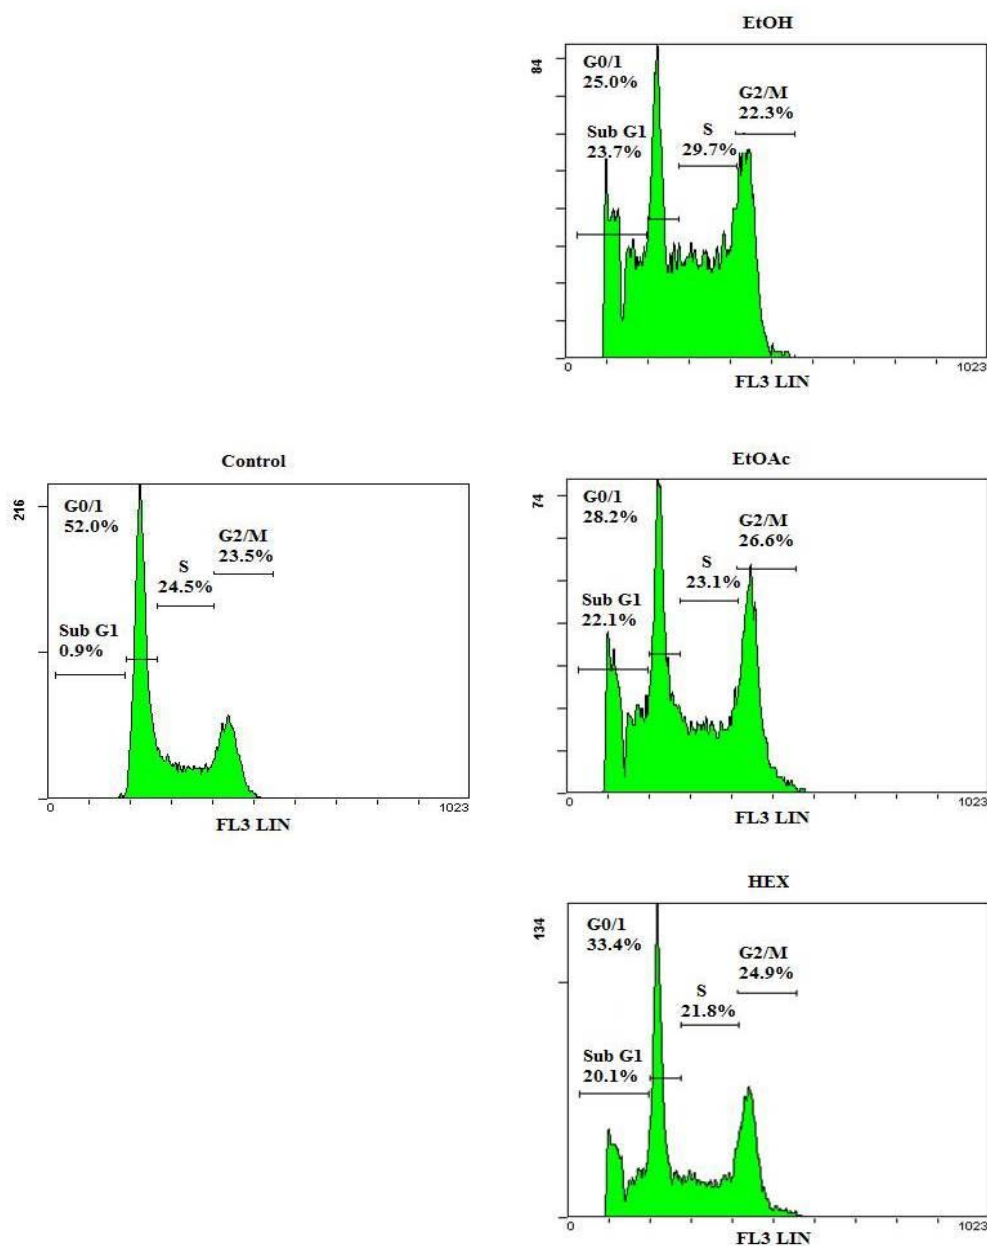 EtOH
84
G0/1
25.0%
G2/M
22.3%
Sub G1
23.7%
S
29.7%
0
1023
FL3 LIN
Control
216
G0/1
52.0%
G2/M
23.5%
S
24.5%
Sub G1
0.9%
0
1023
FL3 LIN
EtOAc
74
G0/1
28.2%
G2/M
26.6%
S
23.1%
Sub G1
22.1%
0
1023
FL3 LIN
HEX
134
G0/1
33.4%
G2/M
24.9%
S
21.8%
Sub G1
20.1%
0
1023
FL3 LIN